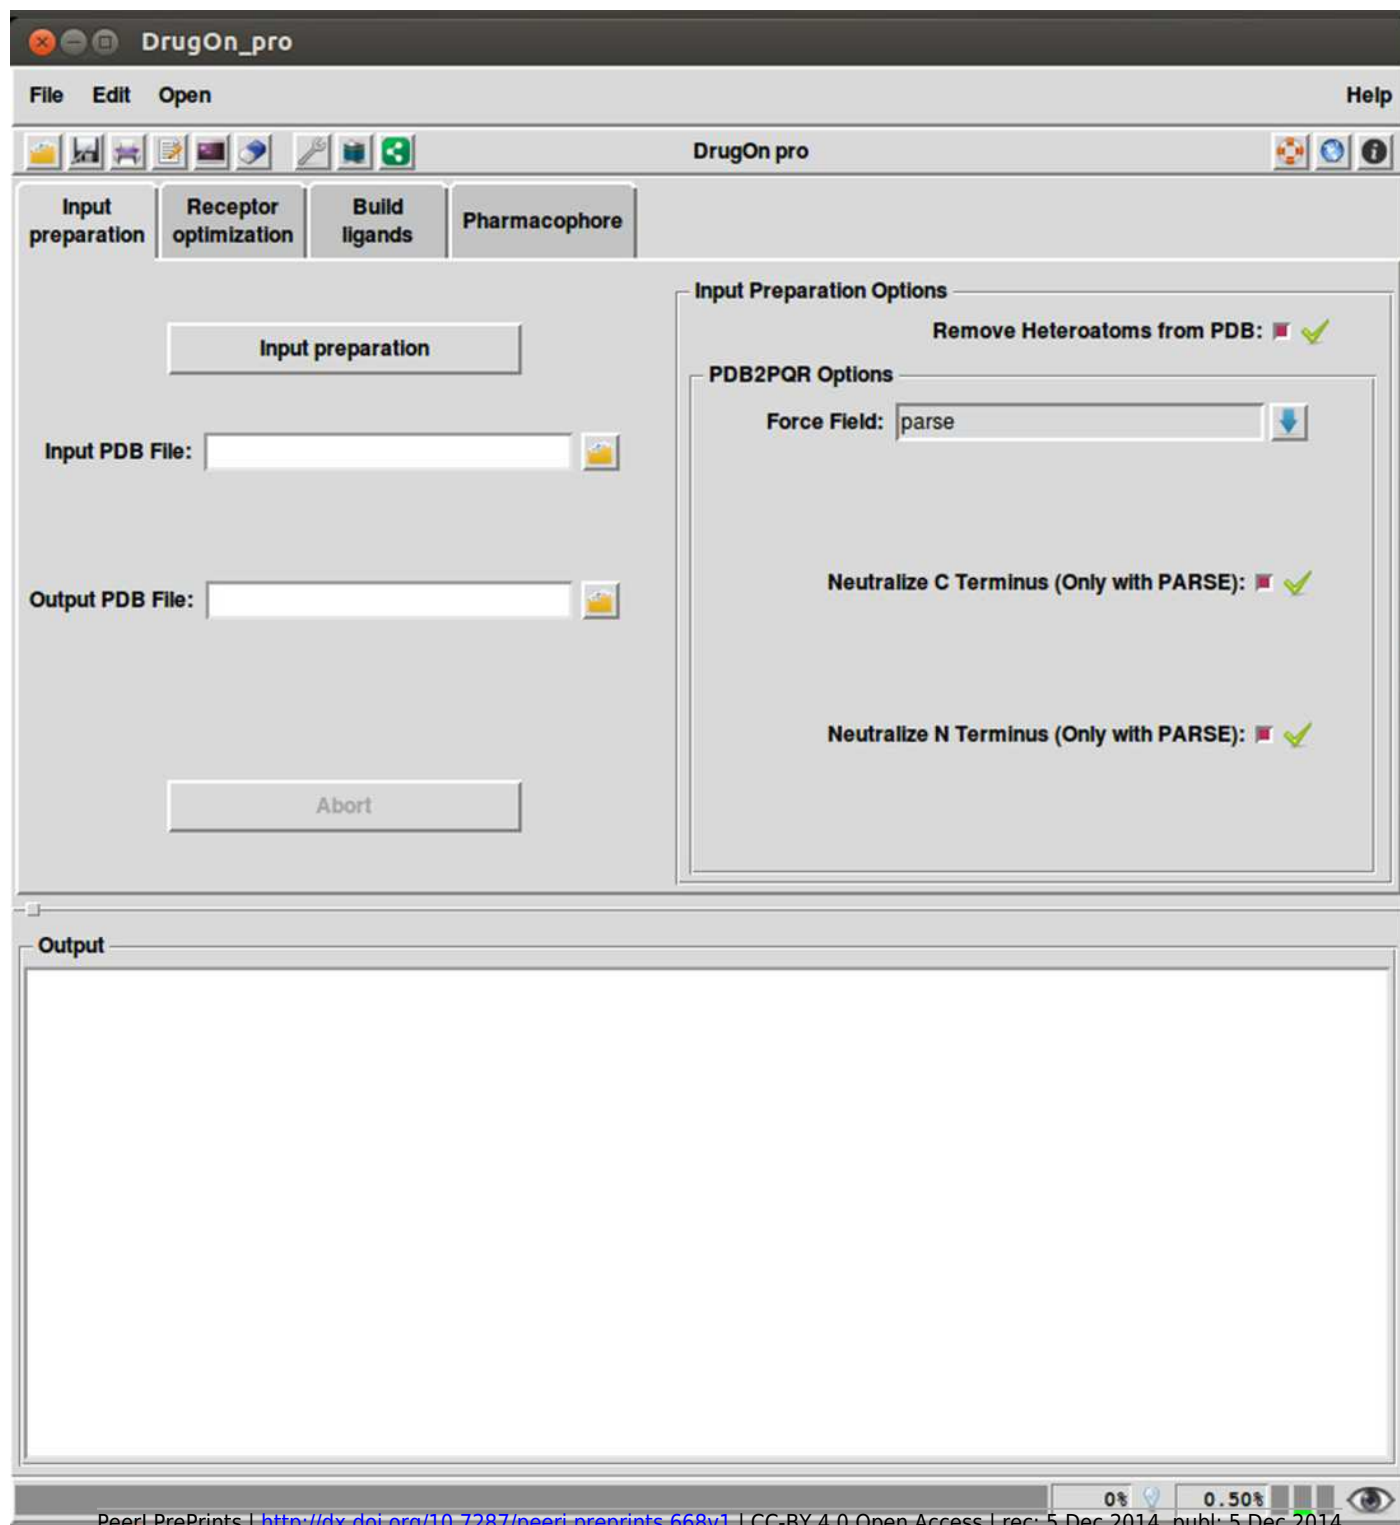 DrugOn_pro
File Edit Open Help
DrugOn pro
Input preparation
Receptor optimization
Build ligands
Pharmacophore
Input preparation
Input PDB File:
Output PDB File:
Abort
Input Preparation Options
Remove Heteroatoms from PDB:
PDB2PQR Options
Force Field: parse
Neutralize C Terminus (Only with PARSE):
Neutralize N Terminus (Only with PARSE):
Output
0% 0.50%
PeerJ PrePrints | http://dx.doi.org/10.7287/peerj.preprints.668v1 | CC-BY 4.0 Open Access | rec: 5 Dec 2014, publ: 5 Dec 2014